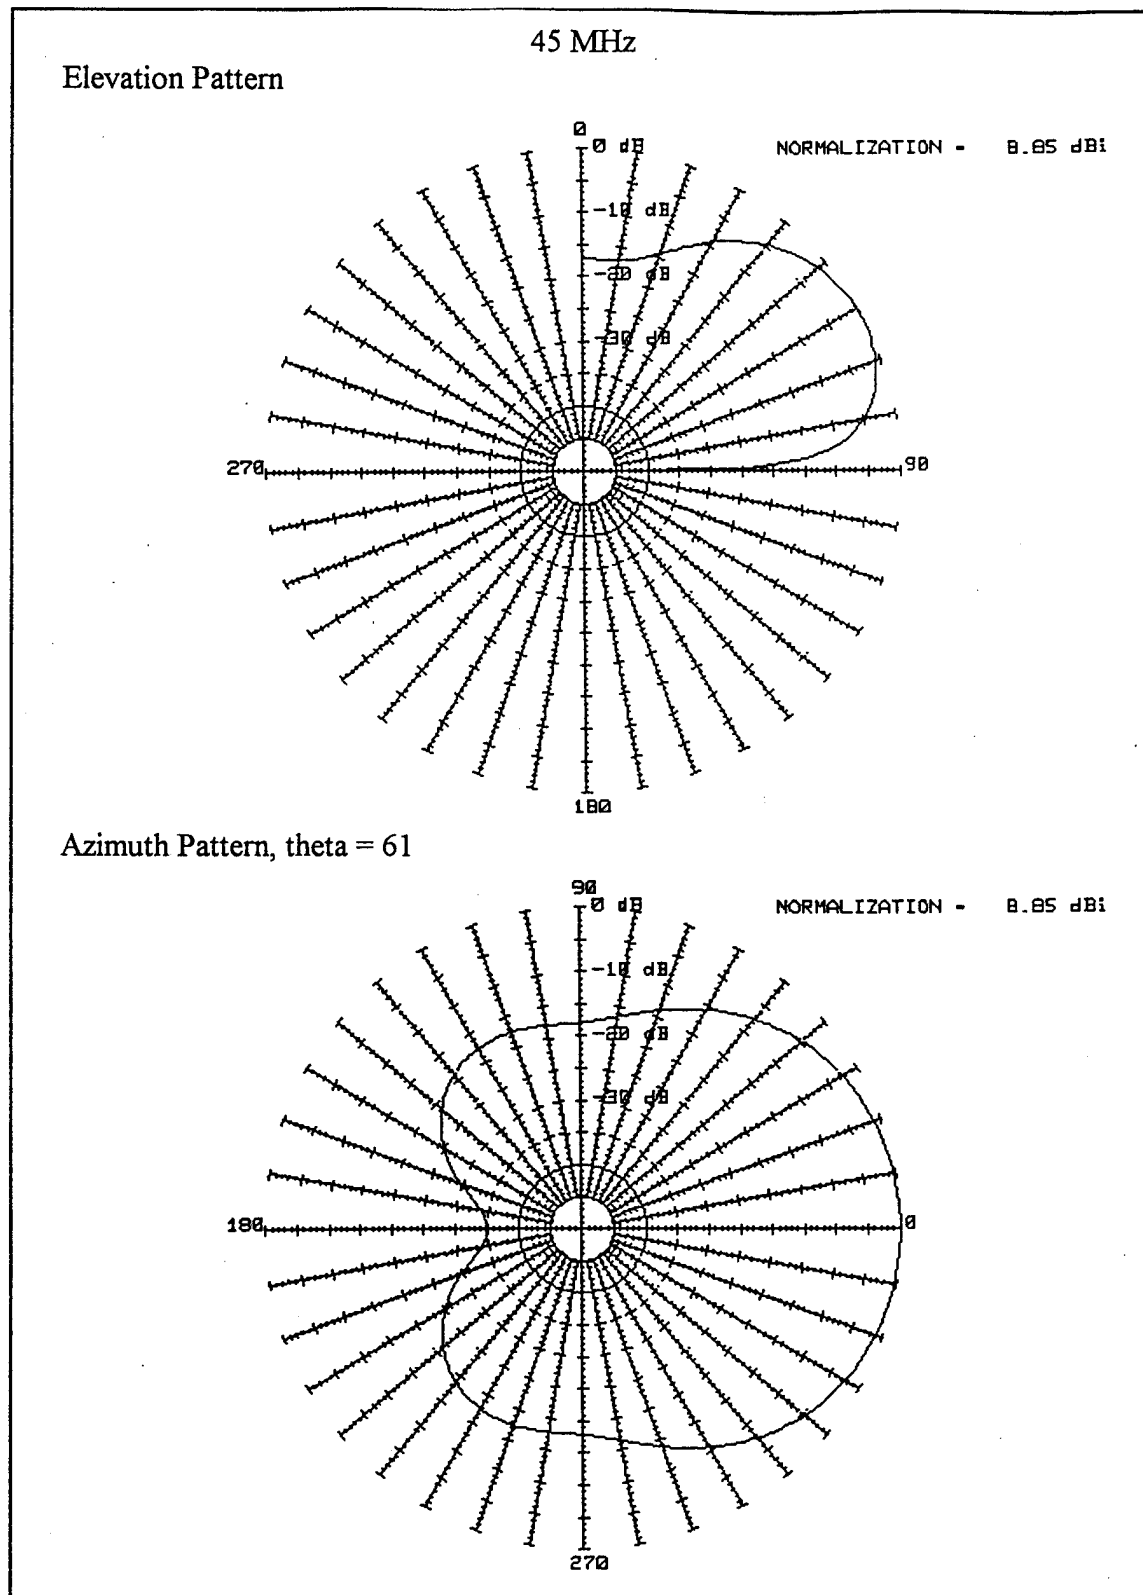 45 MHz
Elevation Pattern
0
0 dB
NORMALIZATION - 8.85 dBi
-10 dB
-20 dB
-30 dB
270
90
180
Azimuth Pattern, theta = 61
90
0 dB
NORMALIZATION - 8.85 dBi
-10 dB
-20 dB
-30 dB
180
0
270